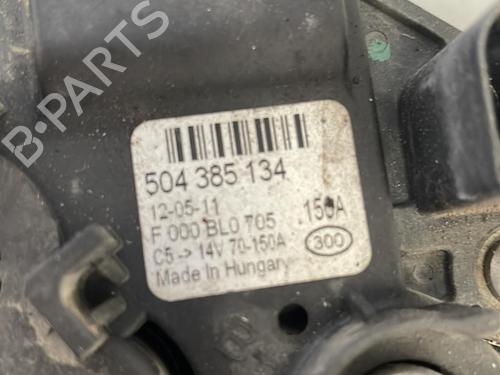 B-PARTS
504 385 134
12-05-11
F 000 BL0 705 150A
C5-> 14V 70-150A 300
Made In Hungary